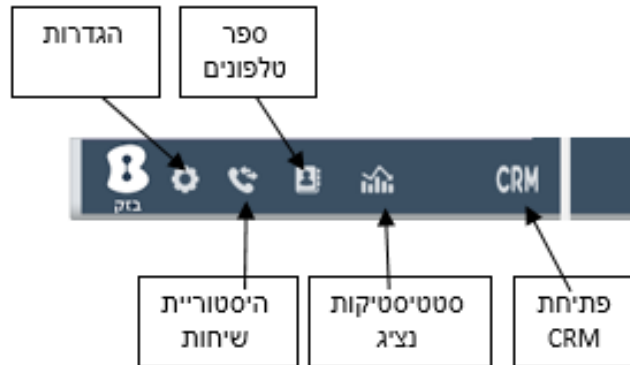 הגדרות
ספר
טלפונים
בזק
CRM
היסטוריית
שיחות
סטטיסטיקות
נציג
פתיחת
CRM